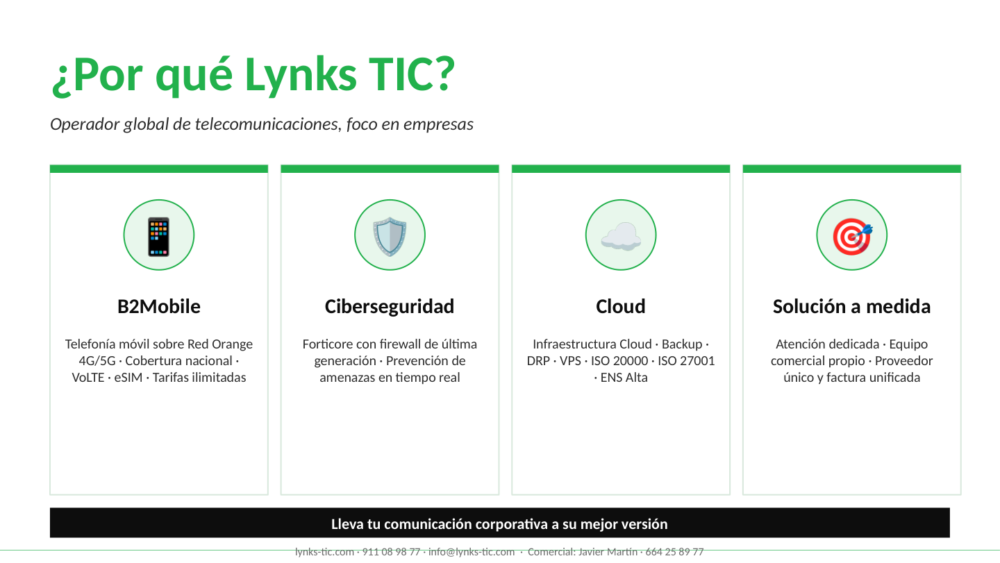 ¿Por qué Lynks TIC?
Operador global de telecomunicaciones, foco en empresas
B2Mobile
Telefonía móvil sobre Red Orange
4G/5G · Cobertura nacional ·
VoLTE · eSIM · Tarifas ilimitadas
Ciberseguridad
Forticore con firewall de última
generación · Prevención de
amenazas en tiempo real
Cloud
Infraestructura Cloud · Backup ·
DRP · VPS · ISO 20000 · ISO 27001
· ENS Alta
Solución a medida
Atención dedicada · Equipo
comercial propio · Proveedor
único y factura unificada
Lleva tu comunicación corporativa a su mejor versión
lynks-tic.com · 911 08 98 77 · info@lynks-tic.com · Comercial: Javier Martín · 664 25 89 77